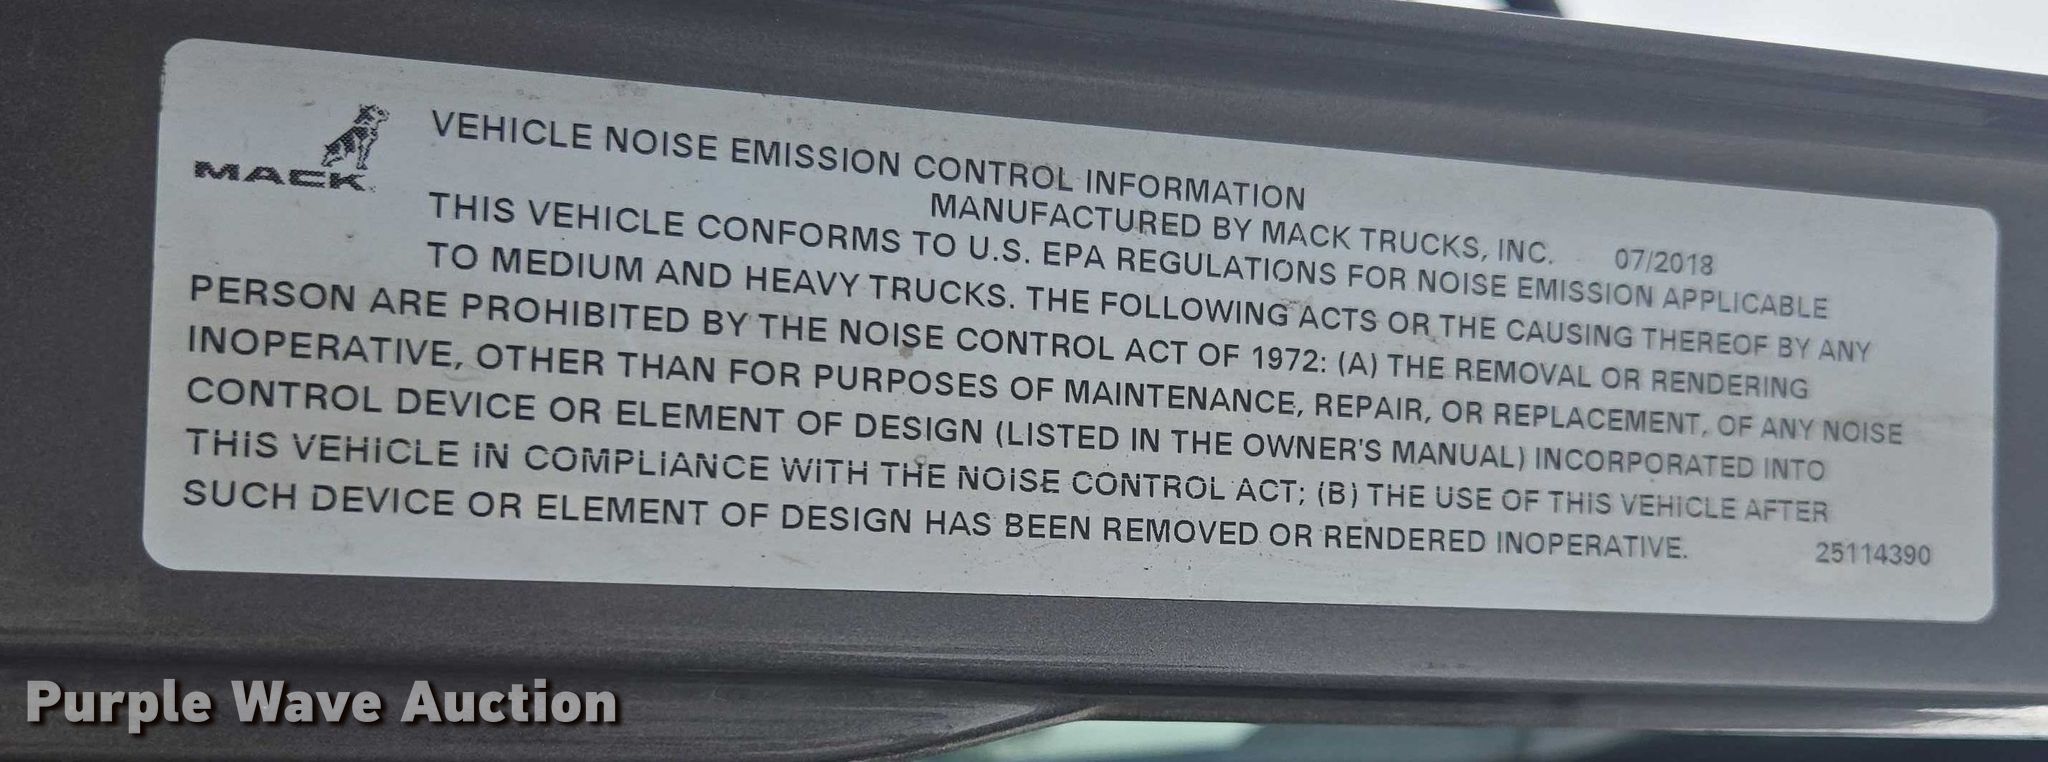 MACK
VEHICLE NOISE EMISSION CONTROL INFORMATION
MANUFACTURED BY MACK TRUCKS, INC. 07/2018
THIS VEHICLE CONFORMS TO U.S. EPA REGULATIONS FOR NOISE EMISSION APPLICABLE
TO MEDIUM AND HEAVY TRUCKS. THE FOLLOWING ACTS OR THE CAUSING THEREOF BY ANY
PERSON ARE PROHIBITED BY THE NOISE CONTROL ACT OF 1972: (A) THE REMOVAL OR RENDERING
INOPERATIVE, OTHER THAN FOR PURPOSES OF MAINTENANCE, REPAIR, OR REPLACEMENT, OF ANY NOISE
CONTROL DEVICE OR ELEMENT OF DESIGN (LISTED IN THE OWNER'S MANUAL) INCORPORATED INTO
THIS VEHICLE IN COMPLIANCE WITH THE NOISE CONTROL ACT; (B) THE USE OF THIS VEHICLE AFTER
SUCH DEVICE OR ELEMENT OF DESIGN HAS BEEN REMOVED OR RENDERED INOPERATIVE. 25114390
Purple Wave Auction